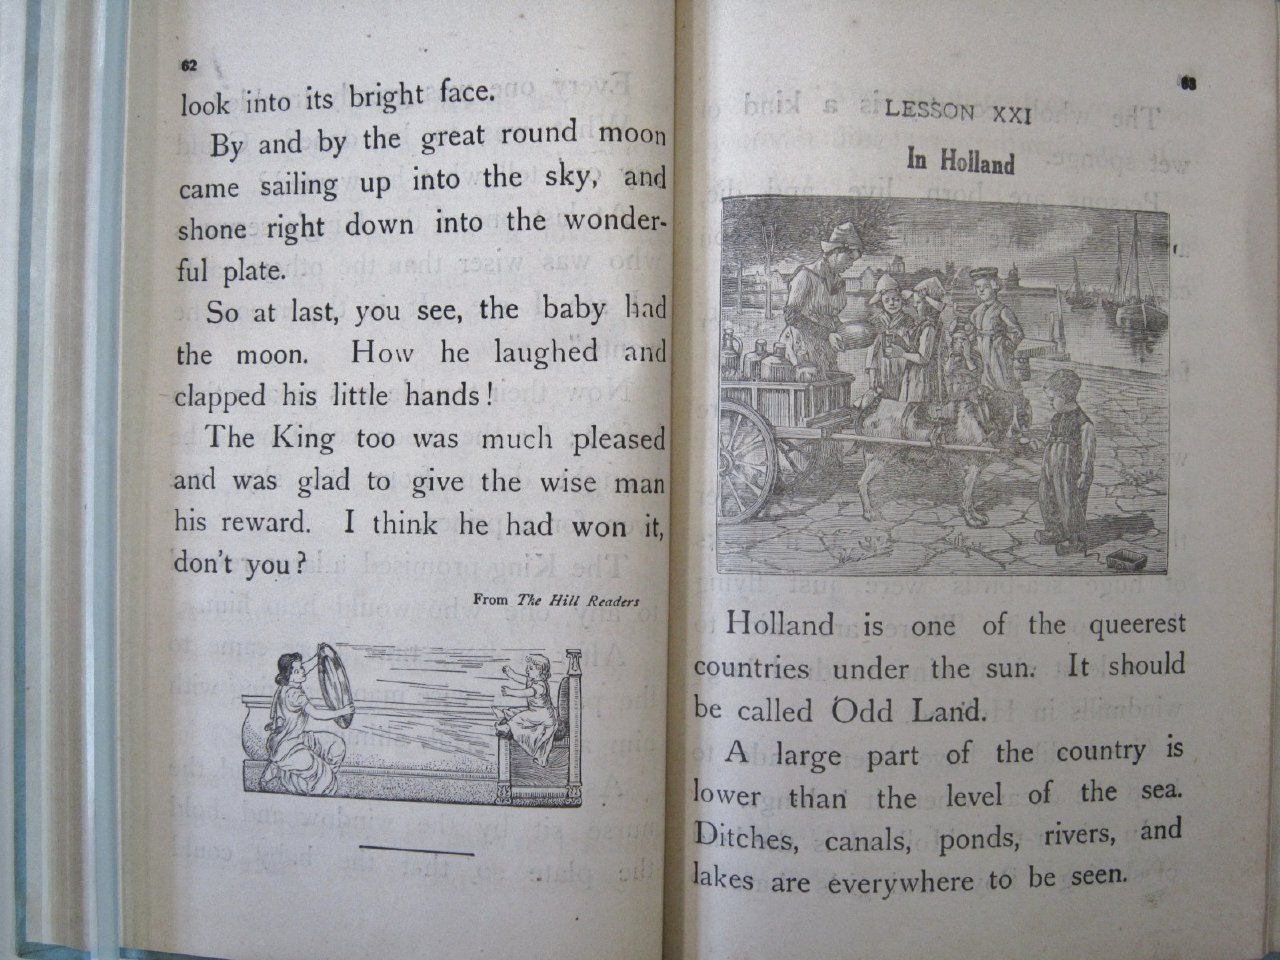 62
look into its bright face.
By and by the great round moon
came sailing up into the sky, and
shone right down into the wonder-
ful plate.
So at last, you see, the baby had
the moon. How he laughed and
clapped his little hands!
The King too was much pleased
and was glad to give the wise man
his reward. I think he had won it,
don't you?
From The Hill Readers
63
LESSON XXI
In Holland
Holland is one of the queerest
countries under the sun. It should
be called Odd Land.
A large part of the country is
lower than the level of the sea.
Ditches, canals, ponds, rivers, and
lakes are everywhere to be seen.